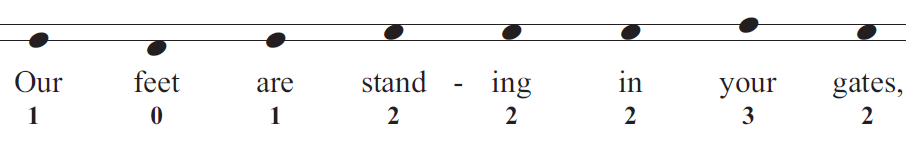 Our feet are stand - ing in your gates,
1 0 1 2 2 2 3 2